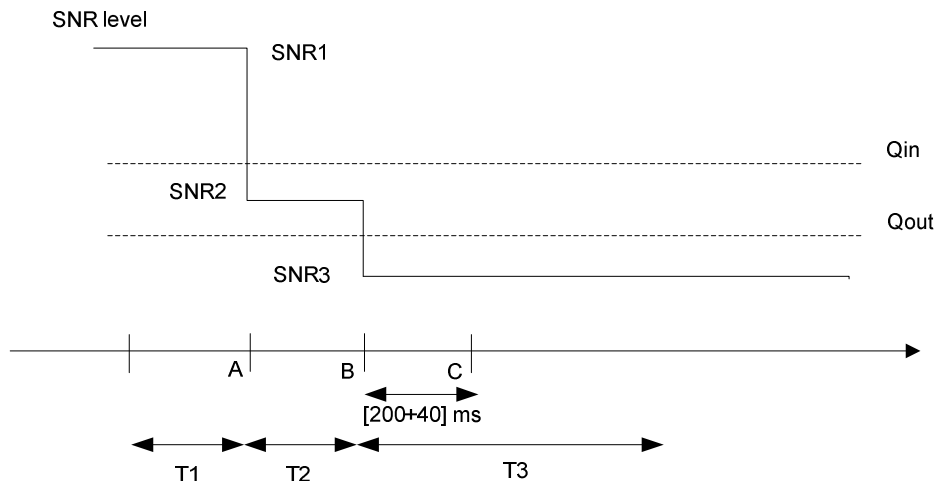 SNR level
SNR1
Qin
SNR2
Qout
SNR3
A
B
C
[200+40] ms
T1
T2
T3